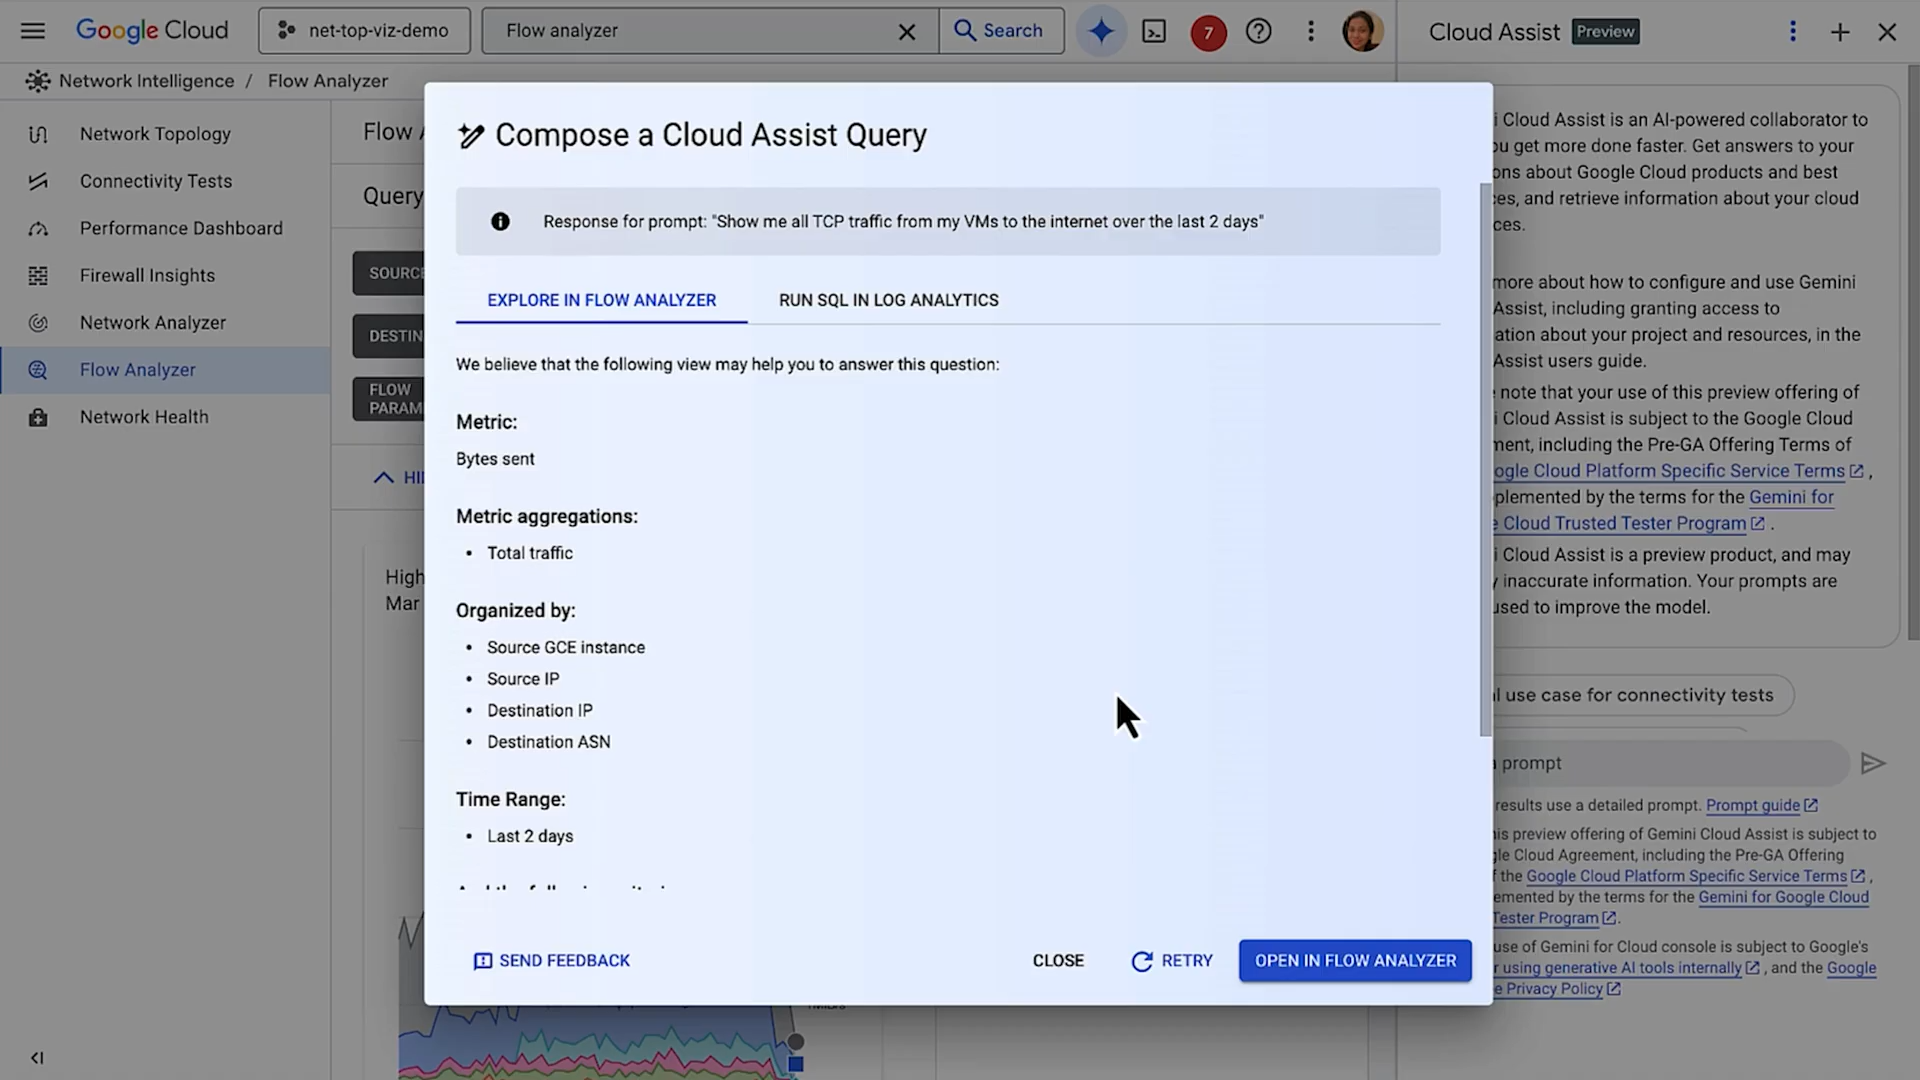 Google Cloud
net-top-viz-demo
Flow analyzer
Search
7
Cloud Assist Preview
Network Intelligence / Flow Analyzer
Network Topology
Connectivity Tests
Performance Dashboard
Firewall Insights
Network Analyzer
Flow Analyzer
Network Health
Flow
Query
SOURCE
DESTIN
FLOW
PARAM
HI
High
Mar
Compose a Cloud Assist Query
Response for prompt: "Show me all TCP traffic from my VMs to the internet over the last 2 days"
EXPLORE IN FLOW ANALYZER
RUN SQL IN LOG ANALYTICS
We believe that the following view may help you to answer this question:
Metric:
Bytes sent
Metric aggregations:
• Total traffic
Organized by:
• Source GCE instance
• Source IP
• Destination IP
• Destination ASN
Time Range:
• Last 2 days
SEND FEEDBACK
CLOSE
RETRY
OPEN IN FLOW ANALYZER
i Cloud Assist is an AI-powered collaborator to
u get more done faster. Get answers to your
ons about Google Cloud products and best
es, and retrieve information about your cloud
ces.
more about how to configure and use Gemini
Assist, including granting access to
ation about your project and resources, in the
Assist users guide.
note that your use of this preview offering of
i Cloud Assist is subject to the Google Cloud
ment, including the Pre-GA Offering Terms of
ogle Cloud Platform Specific Service Terms ,
plemented by the terms for the Gemini for
e Cloud Trusted Tester Program .
i Cloud Assist is a preview product, and may
y inaccurate information. Your prompts are
used to improve the model.
l use case for connectivity tests
prompt
results use a detailed prompt. Prompt guide
is preview offering of Gemini Cloud Assist is subject to
gle Cloud Agreement, including the Pre-GA Offering
f the Google Cloud Platform Specific Service Terms ,
emented by the terms for the Gemini for Google Cloud
Tester Program .
use of Gemini for Cloud console is subject to Google's
r using generative AI tools internally , and the Google
e Privacy Policy